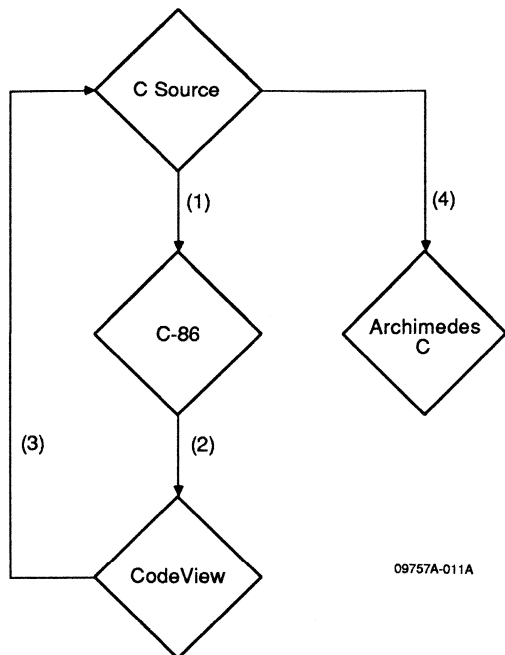 C Source
(1)
(4)
C-86
Archimedes
C
(3)
(2)
CodeView
09757A-011A